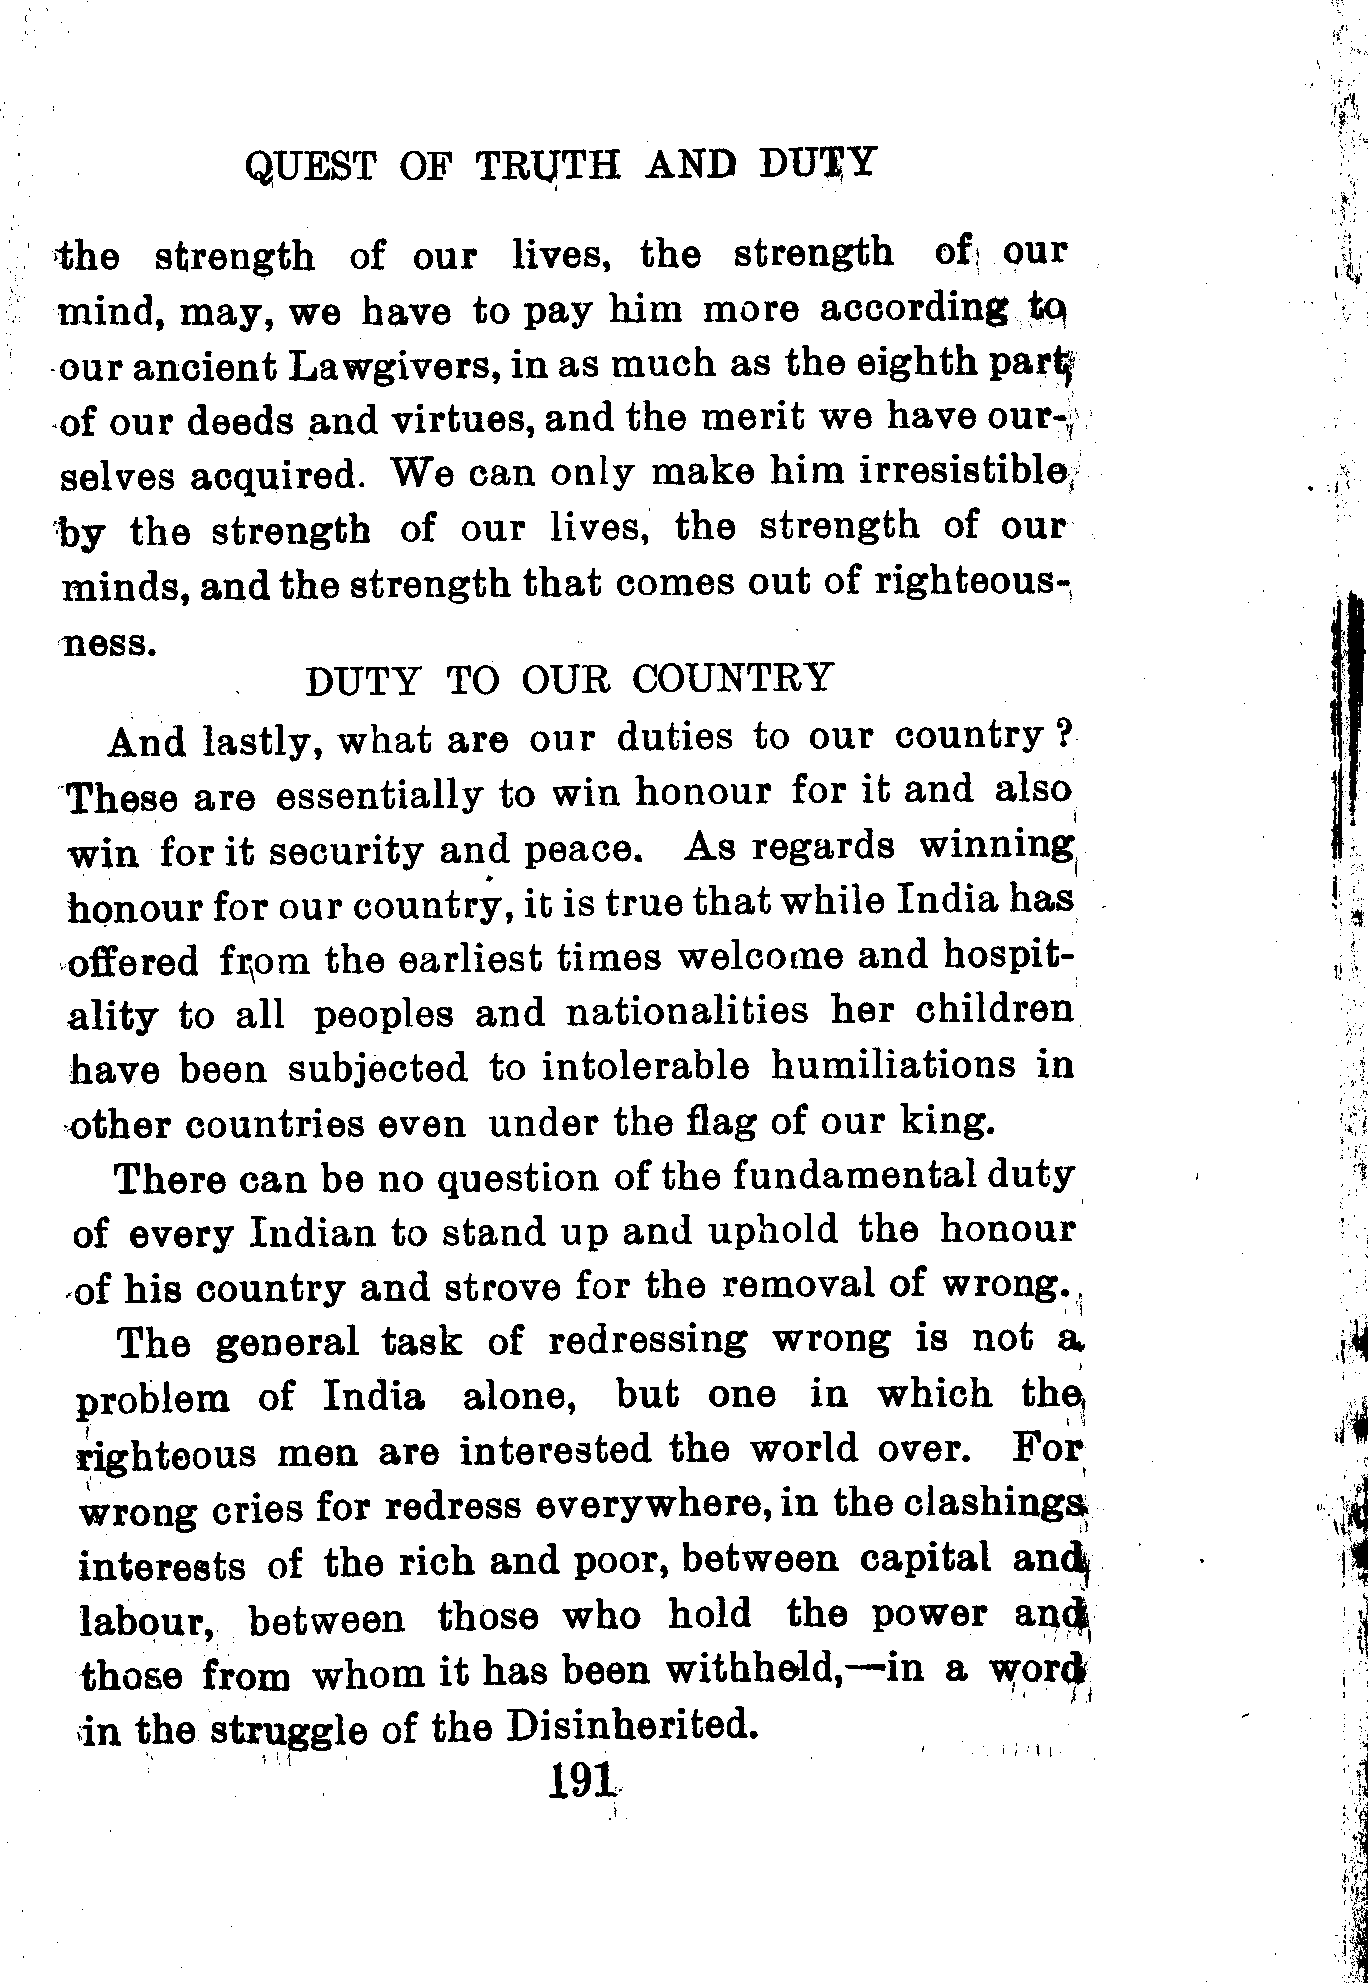 QUEST OF TRUTH AND DUTY
the strength of our lives, the strength of our
mind, may, we have to pay him more according to
our ancient Lawgivers, in as much as the eighth part
of our deeds and virtues, and the merit we have our-
selves acquired. We can only make him irresistible
by the strength of our lives, the strength of our
minds, and the strength that comes out of righteous-
ness.
DUTY TO OUR COUNTRY
And lastly, what are our duties to our country ?
These are essentially to win honour for it and also
win for it security and peace. As regards winning
honour for our country, it is true that while India has
offered from the earliest times welcome and hospit-
ality to all peoples and nationalities her children
have been subjected to intolerable humiliations in
other countries even under the flag of our king.
There can be no question of the fundamental duty
of every Indian to stand up and uphold the honour
of his country and strove for the removal of wrong.
The general task of redressing wrong is not a
problem of India alone, but one in which the
righteous men are interested the world over. For
wrong cries for redress everywhere, in the clashings
interests of the rich and poor, between capital and
labour, between those who hold the power and
those from whom it has been withheld,—in a word
in the struggle of the Disinherited.
191